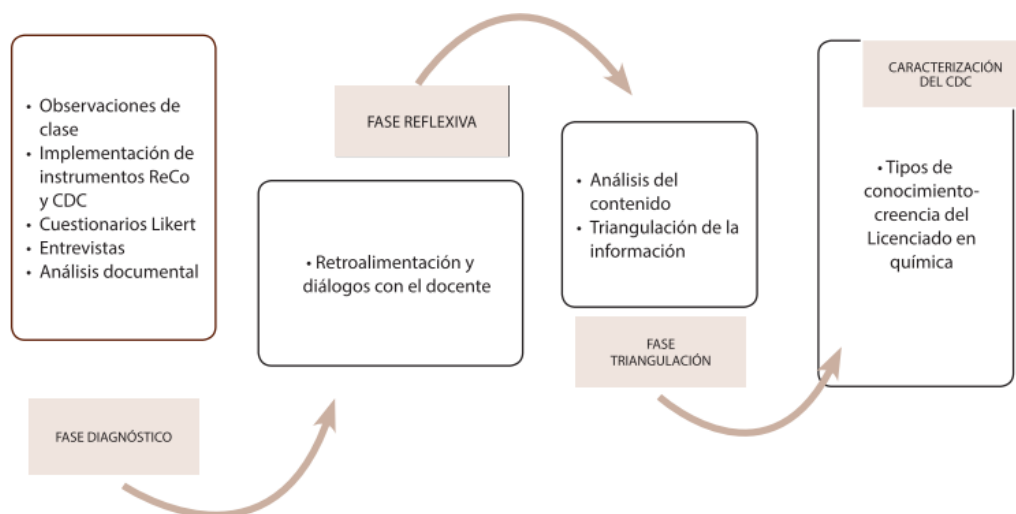 • Observaciones de
clase
• Implementación de
instrumentos ReCo
y CDC
• Cuestionarios Likert
• Entrevistas
• Análisis documental
FASE DIAGNÓSTICO
FASE REFLEXIVA
• Retroalimentación y
diálogos con el docente
• Análisis del
contenido
• Triangulación de la
información
FASE
TRIANGULACIÓN
CARACTERIZACIÓN
DEL CDC
• Tipos de
conocimiento-
creencia del
Licenciado en
química